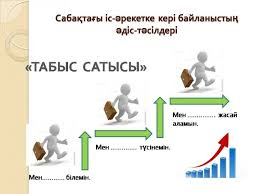 Сабақтағы іс-әрекетке кері байланыстың
әдіс-тәсілдері
«ТАБЫС САТЫСЫ»
Мен ............. жасай
аламын.
Мен ............ түсінемін.
Мен.......... білемін.